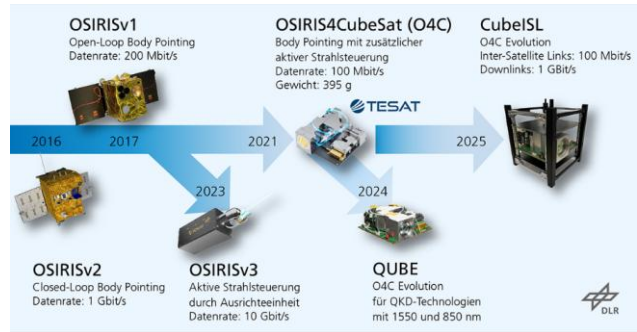 OSIRISv1
Open-Loop Body Pointing
Datenrate: 200 Mbit/s
OSIRIS4CubeSat (O4C)
Body Pointing mit zusätzlicher
aktiver Strahlsteuerung
Datenrate: 100 Mbit/s
Gewicht: 395 g
CubeISL
O4C Evolution
Inter-Satellite Links: 100 Mbit/s
Downlinks: 1 GBit/s
TESAT
2016
2017
2021
2025
2023
2024
OSIRISv2
Closed-Loop Body Pointing
Datenrate: 1 Gbit/s
OSIRISv3
Aktive Strahlsteuerung
durch Ausrichteeinheit
Datenrate: 10 Gbit/s
QUBE
O4C Evolution
für QKD-Technologien
mit 1550 und 850 nm
DLR